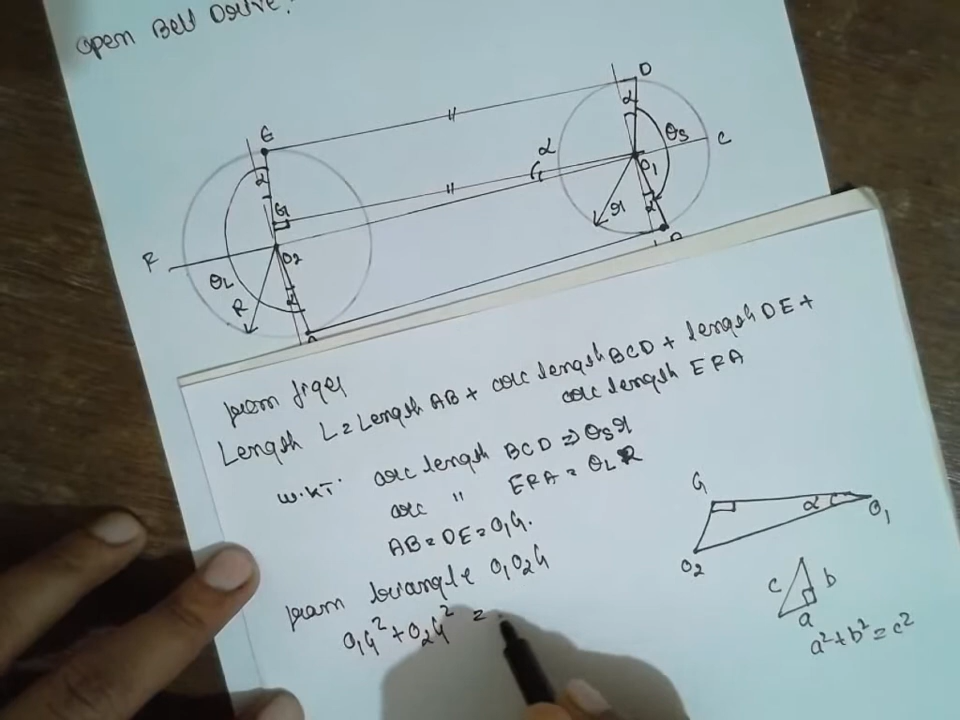 Open Belt Drive.
E
D
α
α
θs
C
α
G
O1
r
α
F
O2
θL
R
α
From figer
Length L = Length AB + arc length BCD + length DE +
arc length EFA
W.K.T. arc length BCD => θs r
arc " EFA = θL R
AB = DE = O1G.
From triangle O1O2G
O1G² + O2G² =
G
α
O1
O2
c
b
a
a² + b² = c²